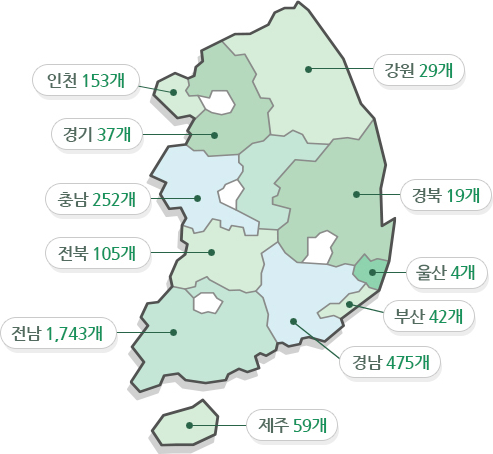 강원 29개
인천 153개
경기 37개
충남 252개
경북 19개
전북 105개
울산 4개
부산 42개
전남 1,743개
경남 475개
제주 59개